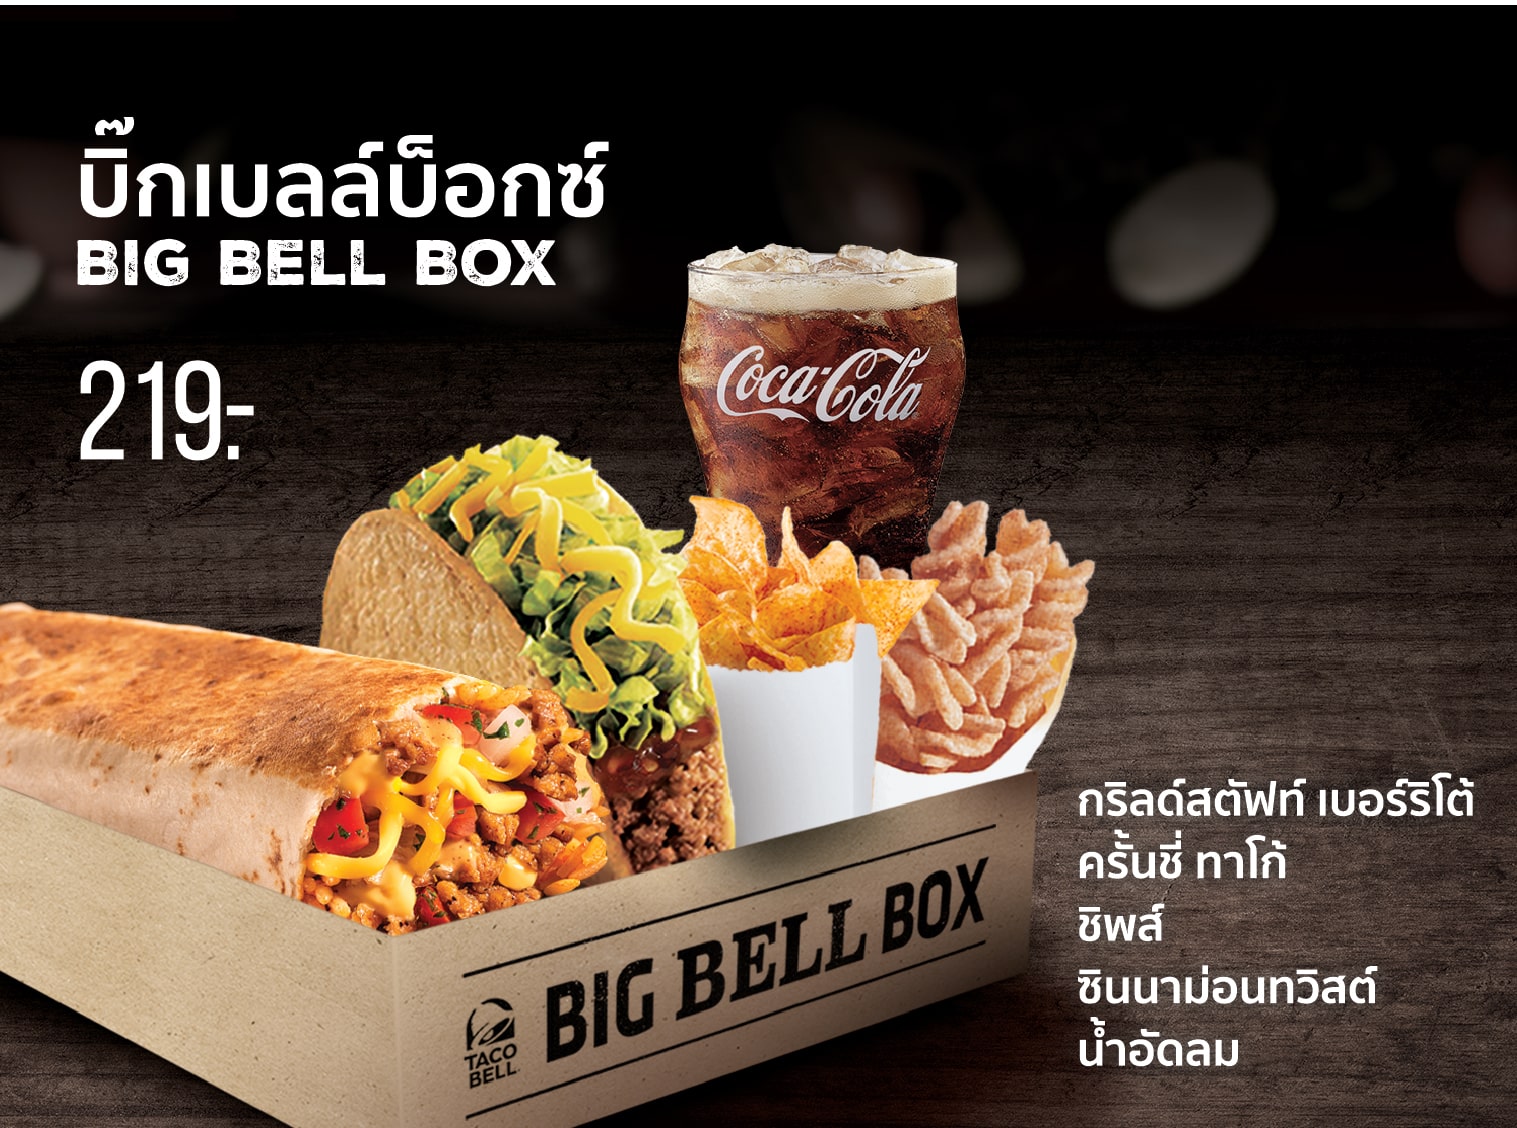 บิ๊กเบลล์บ็อกซ์
BIG BELL BOX
219.-
Coca-Cola
กริลด์สตัฟท์ เบอร์ริโต้
ครั้นชี่ ทาโก้
ชิพส์
ซินนาม่อนทวิสต์
น้ำอัดลม
BIG BELL BOX
TACO
BELL